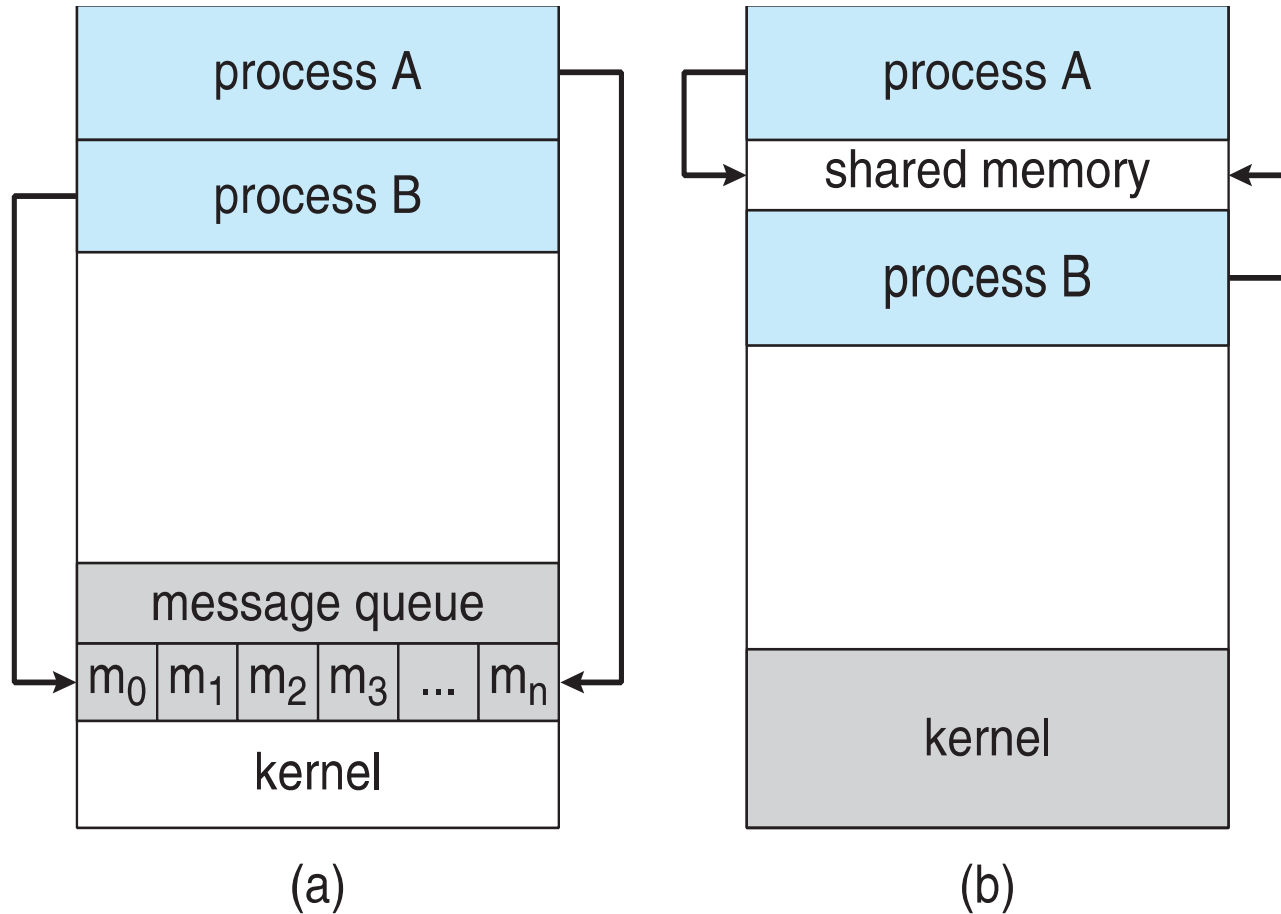 process A
process B
message queue
m0 m1 m2 m3 ... mn
kernel
(a)
process A
shared memory
process B
kernel
(b)